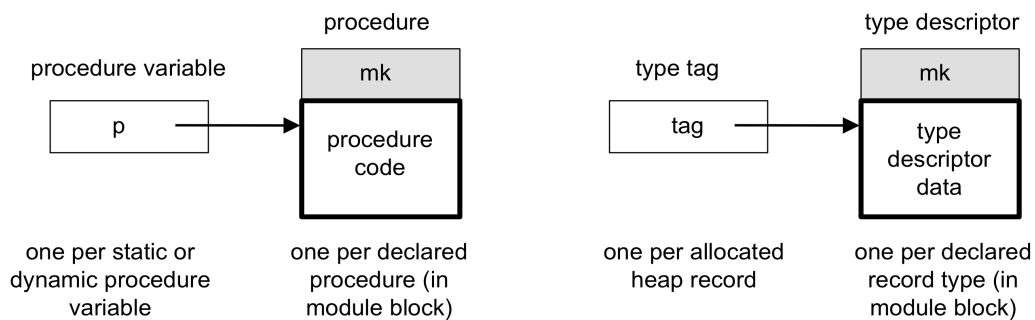 procedure
type descriptor
procedure variable
mk
type tag
mk
p
procedure
code
tag
type
descriptor
data
one per static or
dynamic procedure
variable
one per declared
procedure (in
module block)
one per allocated
heap record
one per declared
record type (in
module block)